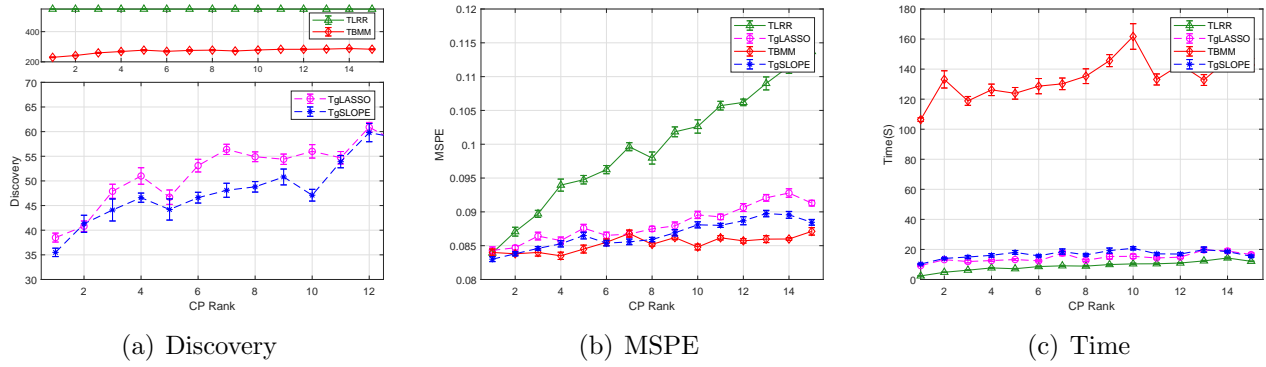 400
200
TLRR
TBMM
2 4 6 8 10 12 14
70
65
60
55
50
45
40
35
30
Discovery
TgLASSO
TgSLOPE
2 4 6 8 10 12
CP Rank
(a) Discovery
0.12
0.115
0.11
0.105
0.1
0.095
0.09
0.085
0.08
MSPE
TLRR
TgLASSO
TBMM
TgSLOPE
2 4 6 8 10 12 14
CP Rank
(b) MSPE
180
160
140
120
100
80
60
40
20
0
Time(S)
TLRR
TgLASSO
TBMM
TgSLOPE
2 4 6 8 10 12 14
CP Rank
(c) Time